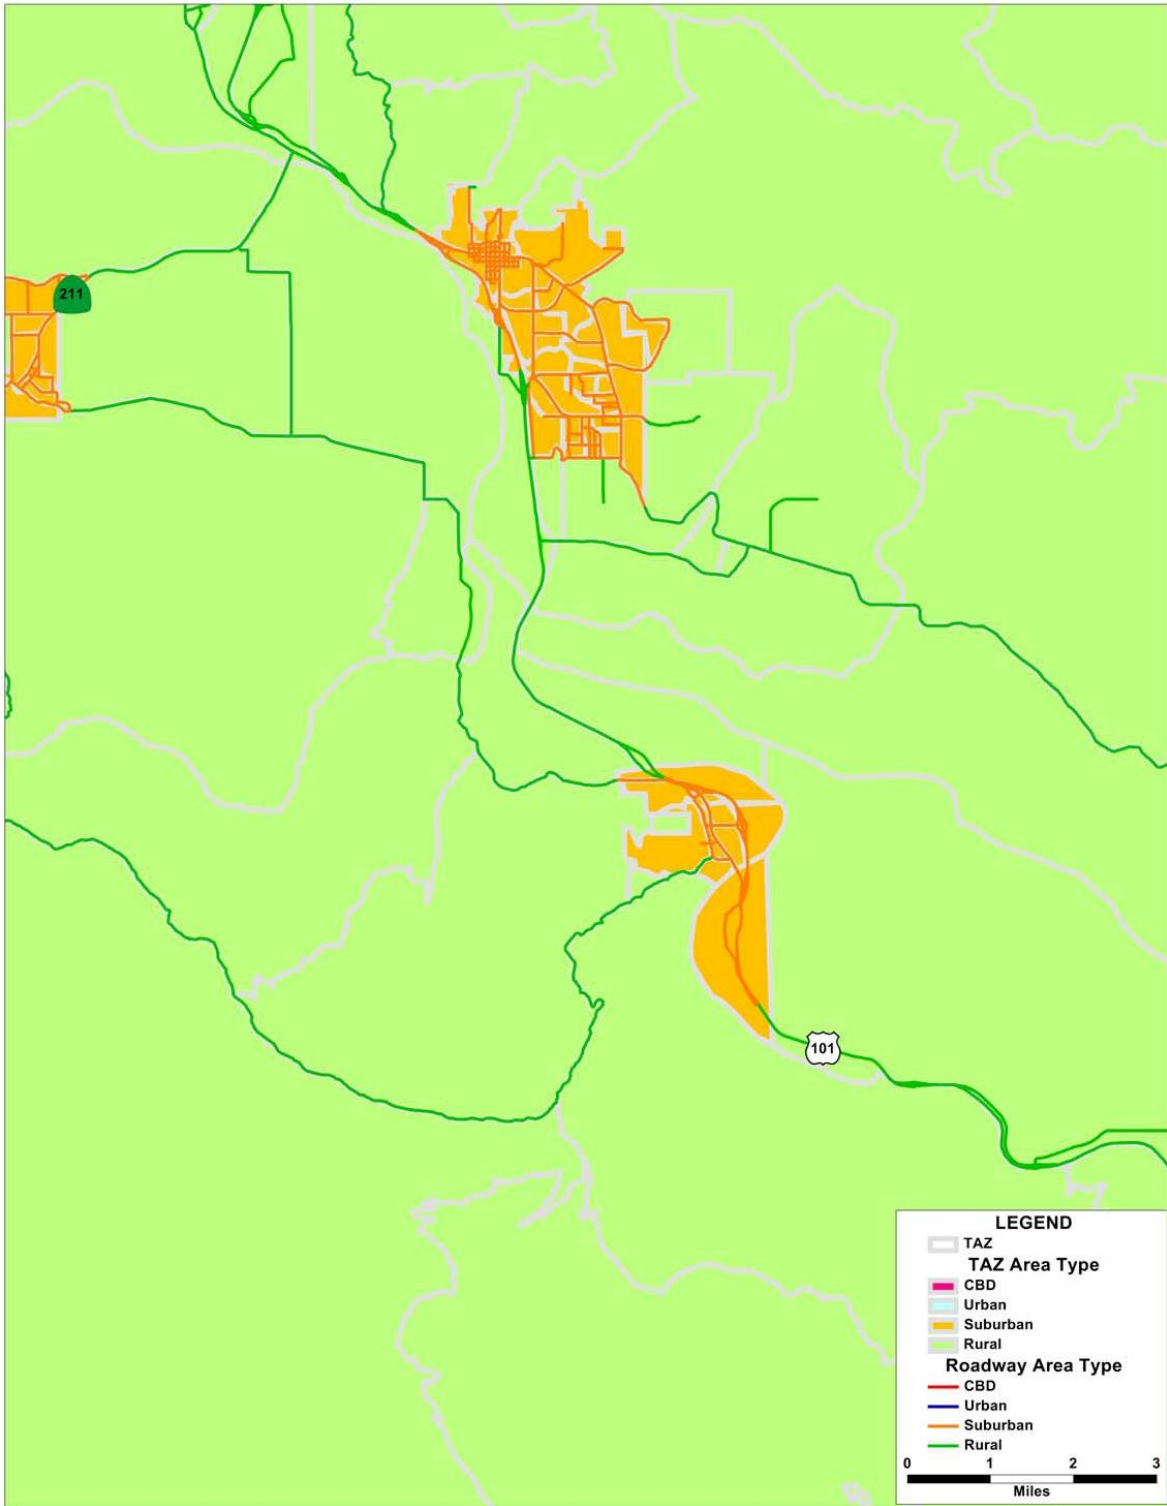 211
101
LEGEND
TAZ
TAZ Area Type
CBD
Urban
Suburban
Rural
Roadway Area Type
CBD
Urban
Suburban
Rural
0 1 2 3
Miles